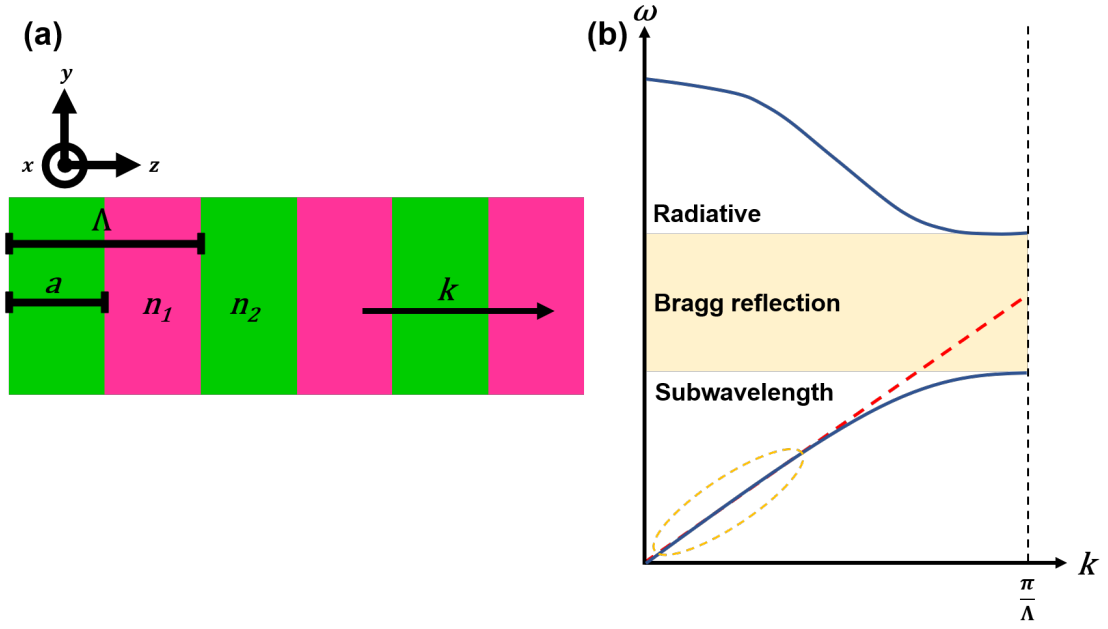 (a)
y
x
z
Λ
a
n₁
n₂
k
(b)
ω
Radiative
Bragg reflection
Subwavelength
k
π
Λ